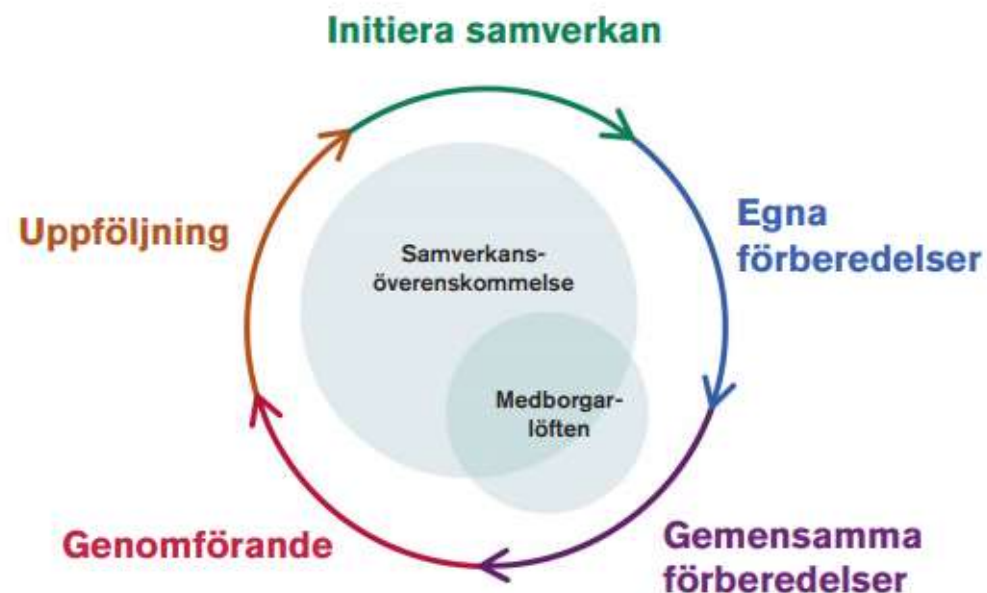 Initiera samverkan
Egna
förberedelser
Gemensamma
förberedelser
Genomförande
Uppföljning
Samverkans-
överenskommelse
Medborgar-
löften